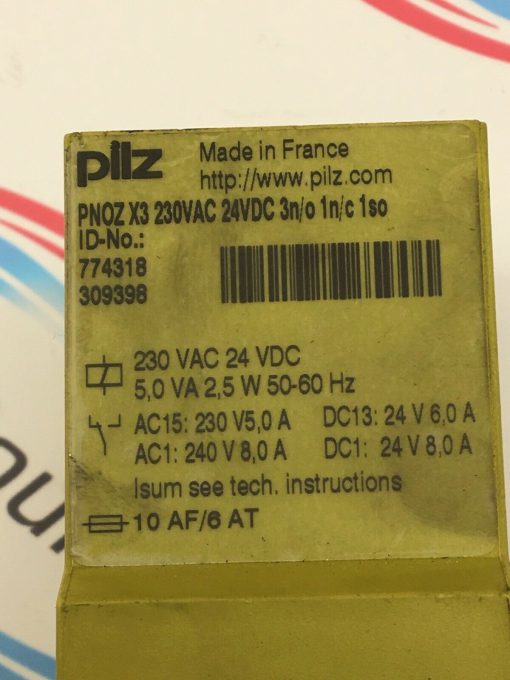 pilz Made in France
http://www.pilz.com
PNOZ X3 230VAC 24VDC 3n/o 1n/c 1so
ID-No.:
774318
309398
230 VAC 24 VDC
5,0 VA 2,5 W 50-60 Hz
AC15: 230 V5,0 A DC13: 24 V 6,0 A
AC1: 240 V 8,0 A DC1: 24 V 8,0 A
Isum see tech. instructions
10 AF/6 AT